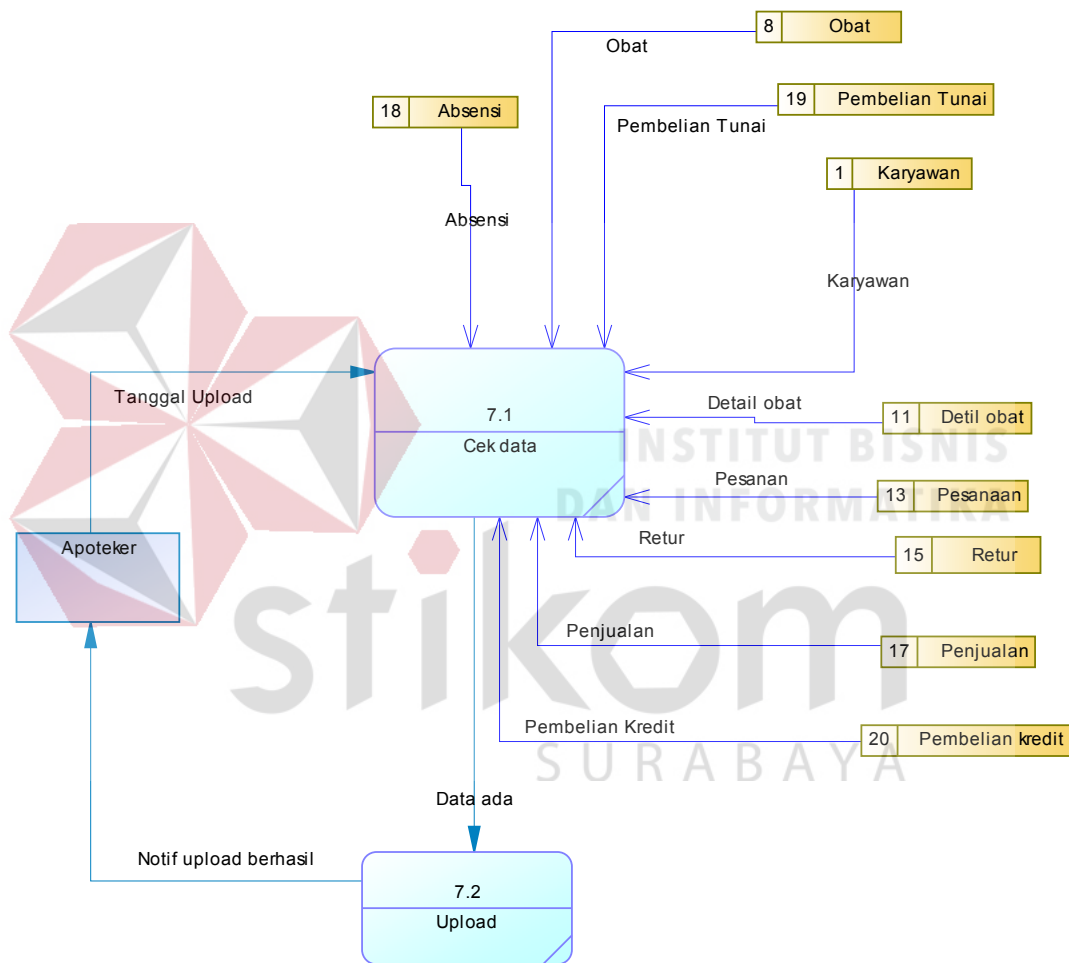 8 Obat
Obat
19 Pembelian Tunai
18 Absensi
Pembelian Tunai
1 Karyawan
Absensi
Karyawan
Tanggal Upload
Detail obat
11 Detil obat
7.1
Cek data
INSTITUT BISNIS
DAN INFORMATIKA
Pesanan
13 Pesanaan
Retur
15 Retur
Apoteker
stikom
Penjualan
17 Penjualan
Pembelian Kredit
20 Pembelian kredit
SURABAYA
Data ada
Notif upload berhasil
7.2
Upload